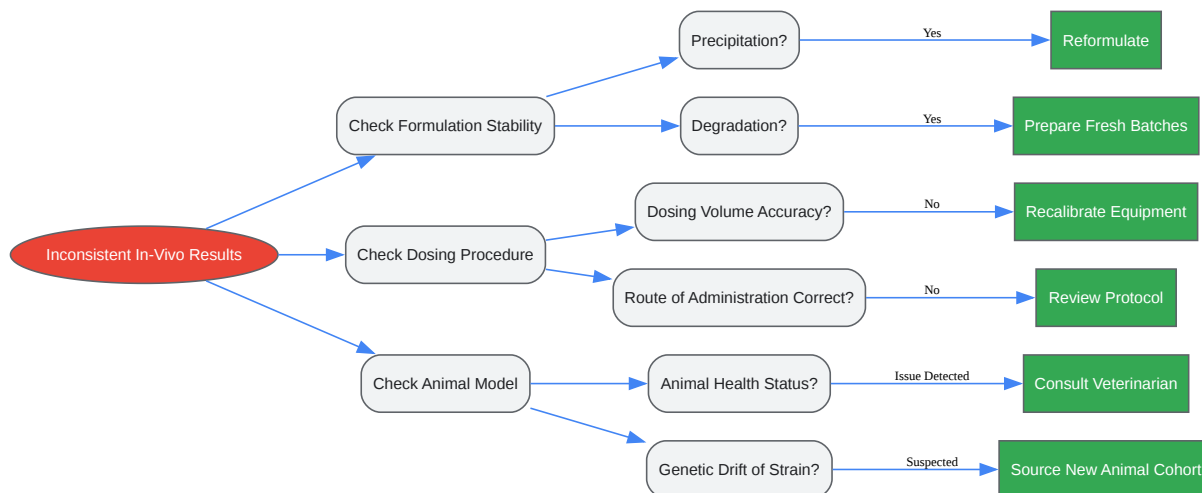 Precipitation?
Yes
Reformulate
Check Formulation Stability
Degradation?
Yes
Prepare Fresh Batches
Dosing Volume Accuracy?
No
Recalibrate Equipment
Inconsistent In-Vivo Results
Check Dosing Procedure
Route of Administration Correct?
No
Review Protocol
Check Animal Model
Animal Health Status?
Issue Detected
Consult Veterinarian
Genetic Drift of Strain?
Suspected
Source New Animal Cohort